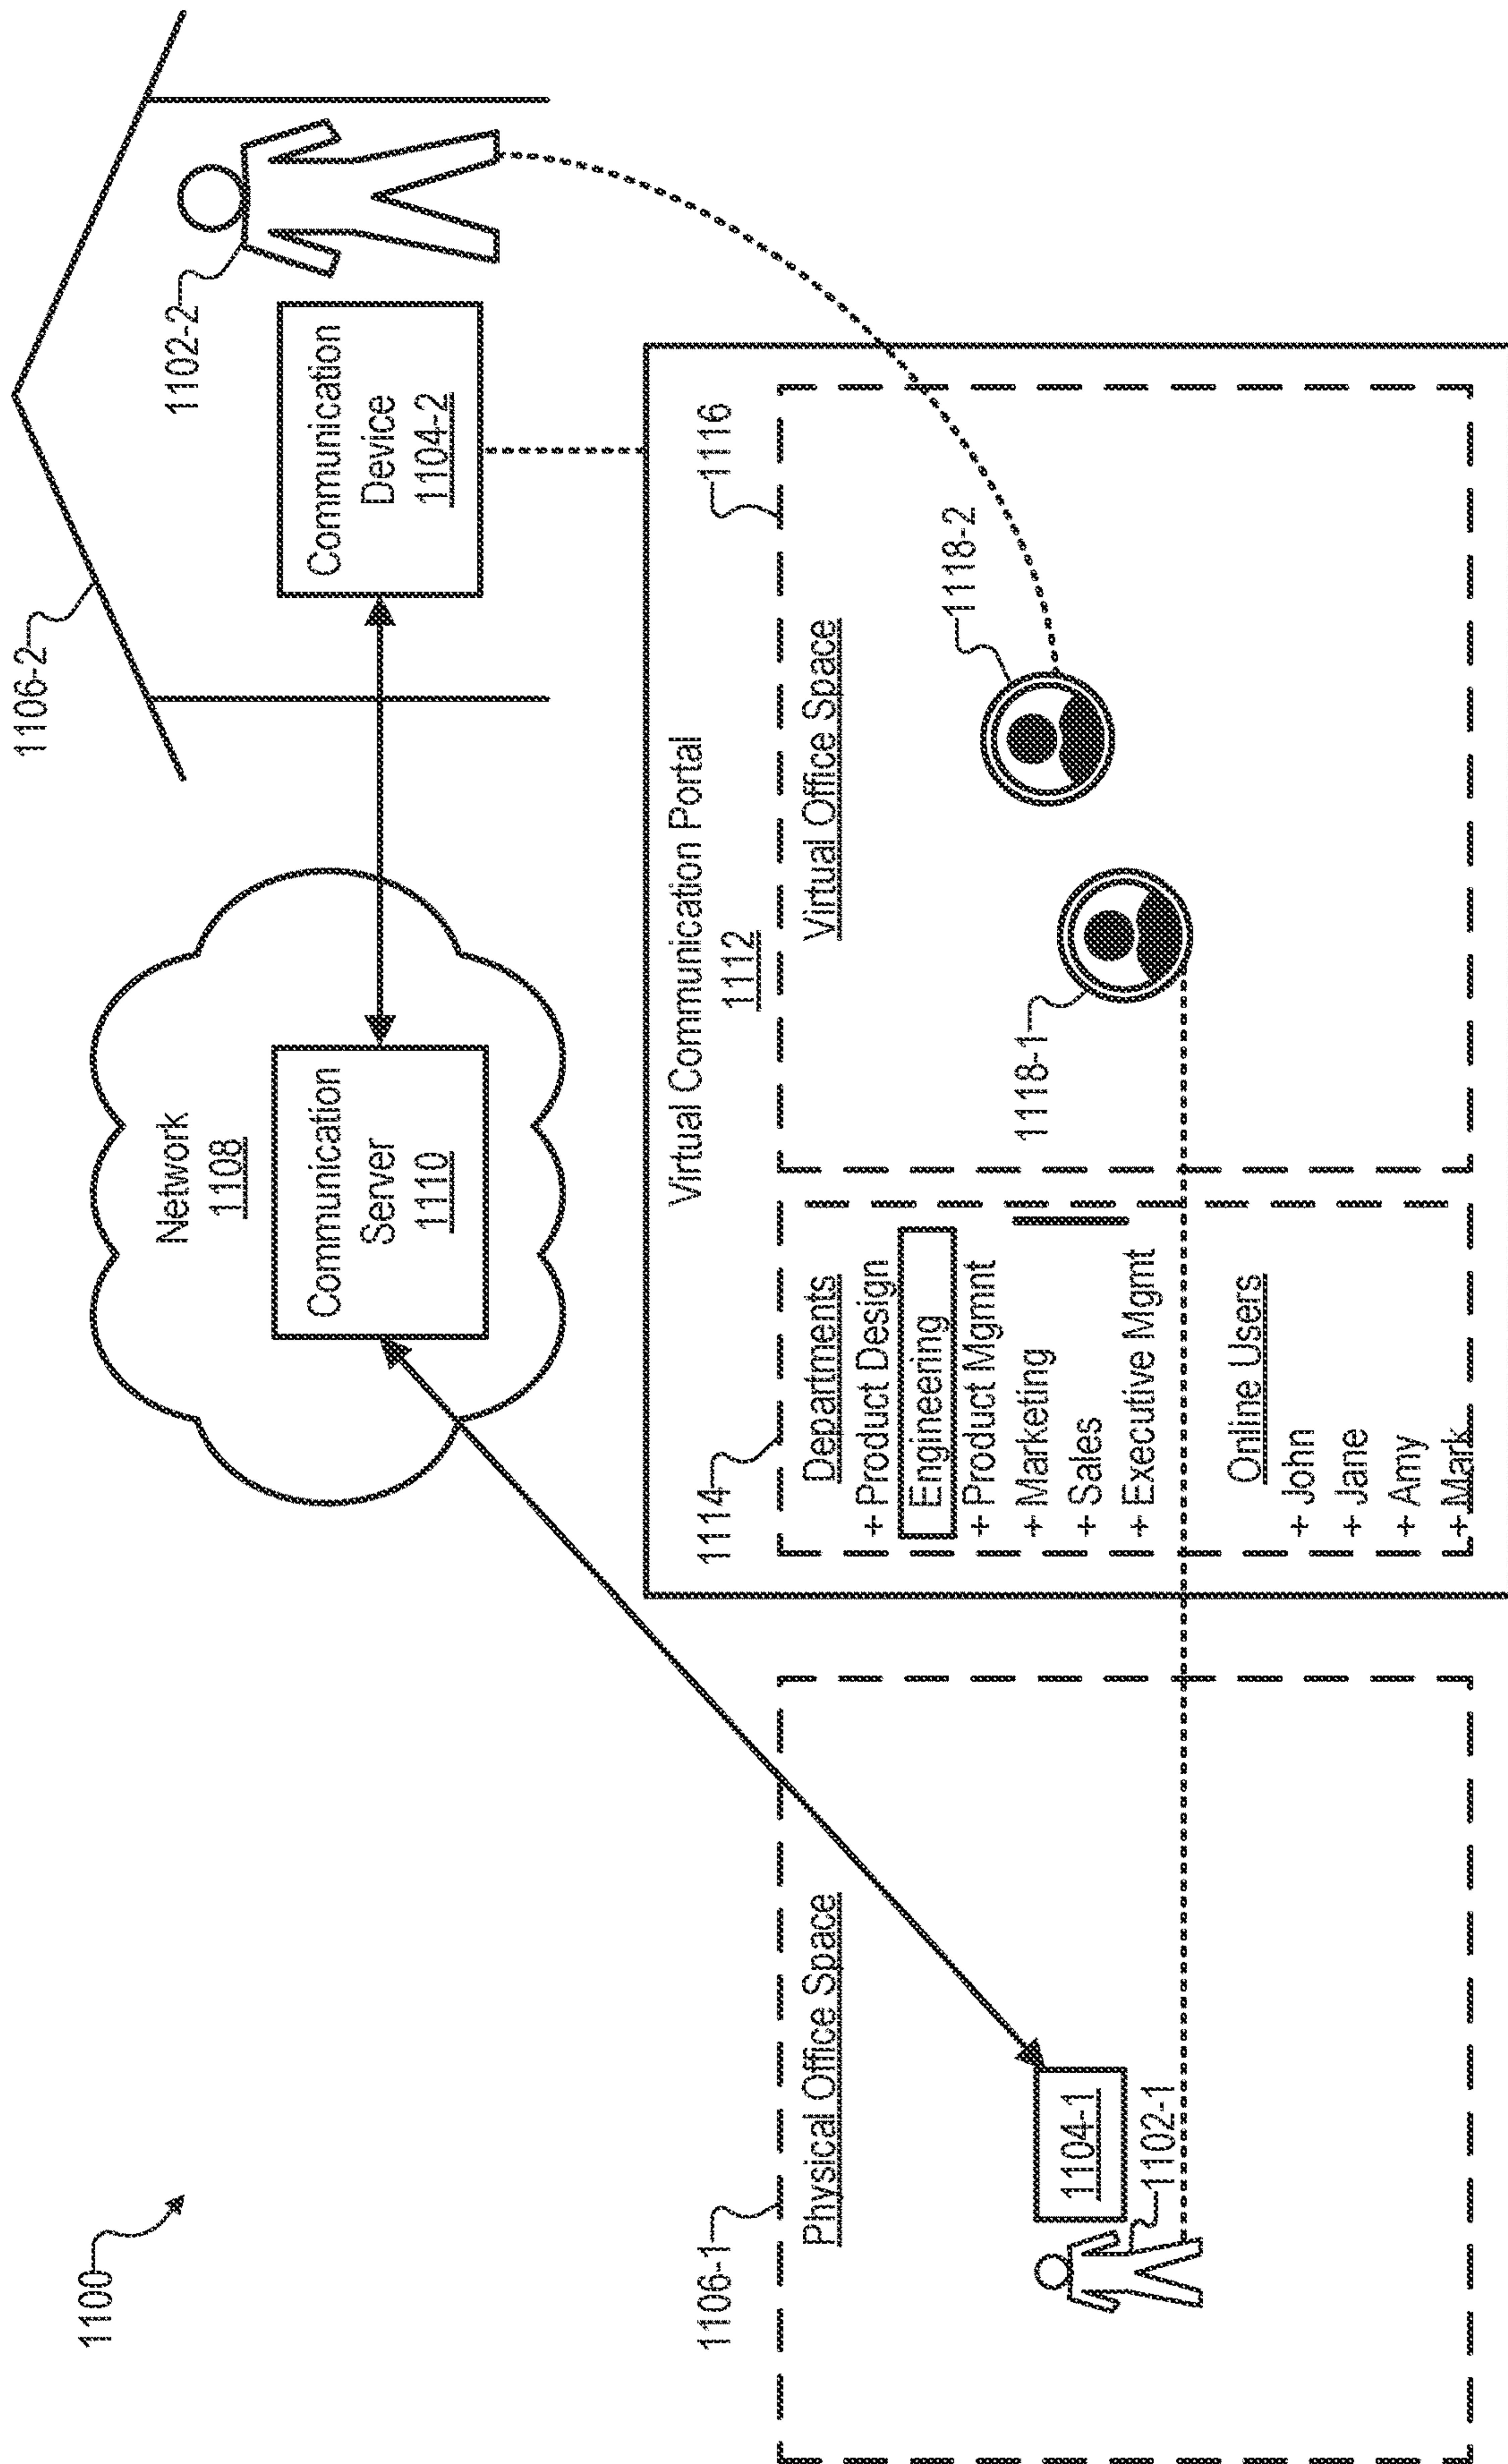 1100
1106-2
1102-2
Network
1108
Communication
Server
1110
Communication
Device
1104-2
1106-1
Physical Office Space
1104-1
1102-1
Virtual Communication Portal
1112
1114
Departments
+ Product Design
Engineering
+ Product Mgmnt
+ Marketing
+ Sales
+ Executive Mgmt
Online Users
+ John
+ Jane
+ Amy
+ Mark
1116
Virtual Office Space
1118-1
1118-2